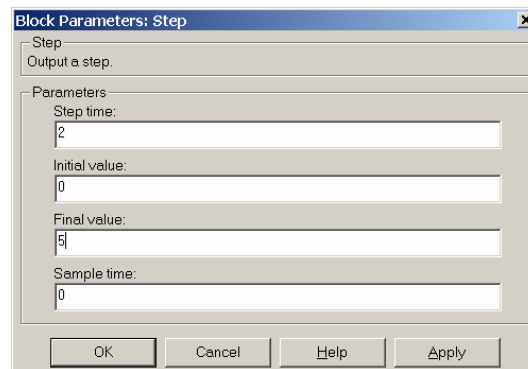 Block Parameters: Step
Step
Output a step.
Parameters
Step time:
2
Initial value:
0
Final value:
5
Sample time:
0
OK Cancel Help Apply